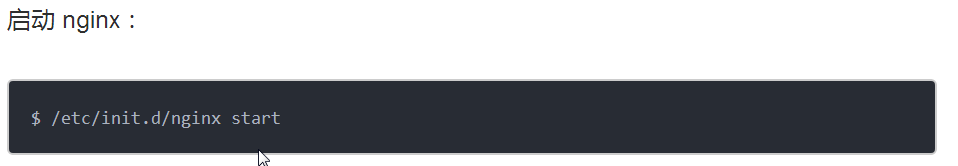 启动 nginx：
$ /etc/init.d/nginx start